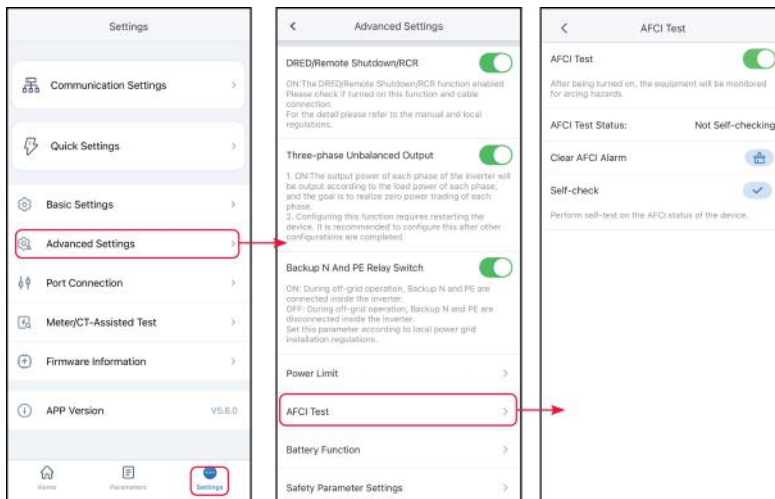 Settings
Communication Settings
Quick Settings
Basic Settings
Advanced Settings
Port Connection
Meter/CT-Assisted Test
Firmware Information
APP Version V5.6.0
Home Parameters Settings
Advanced Settings
DRED/Remote Shutdown/RCR
ON:The DRED/Remote Shutdown/RCR function enabled
Please check if turned on this function and cable
connection.
For the detail please refer to the manual and local
regulations.
Three-phase Unbalanced Output
1. ON:The output power of each phase of the inverter will
be output according to the load power of each phase,
and the goal is to realize zero power trading of each
phase.
2. Configuring this function requires restarting the
device. It is recommended to configure this after other
configurations are completed.
Backup N And PE Relay Switch
ON: During off-grid operation, Backup N and PE are
connected inside the inverter.
OFF: During off-grid operation, Backup N and PE are
disconnected inside the inverter.
Set this parameter according to local power grid
installation regulations.
Power Limit
AFCI Test
Battery Function
Safety Parameter Settings
AFCI Test
AFCI Test
After being turned on, the equipment will be monitored
for arcing hazards.
AFCI Test Status: Not Self-checking
Clear AFCI Alarm
Self-check
Perform self-test on the AFCI status of the device.